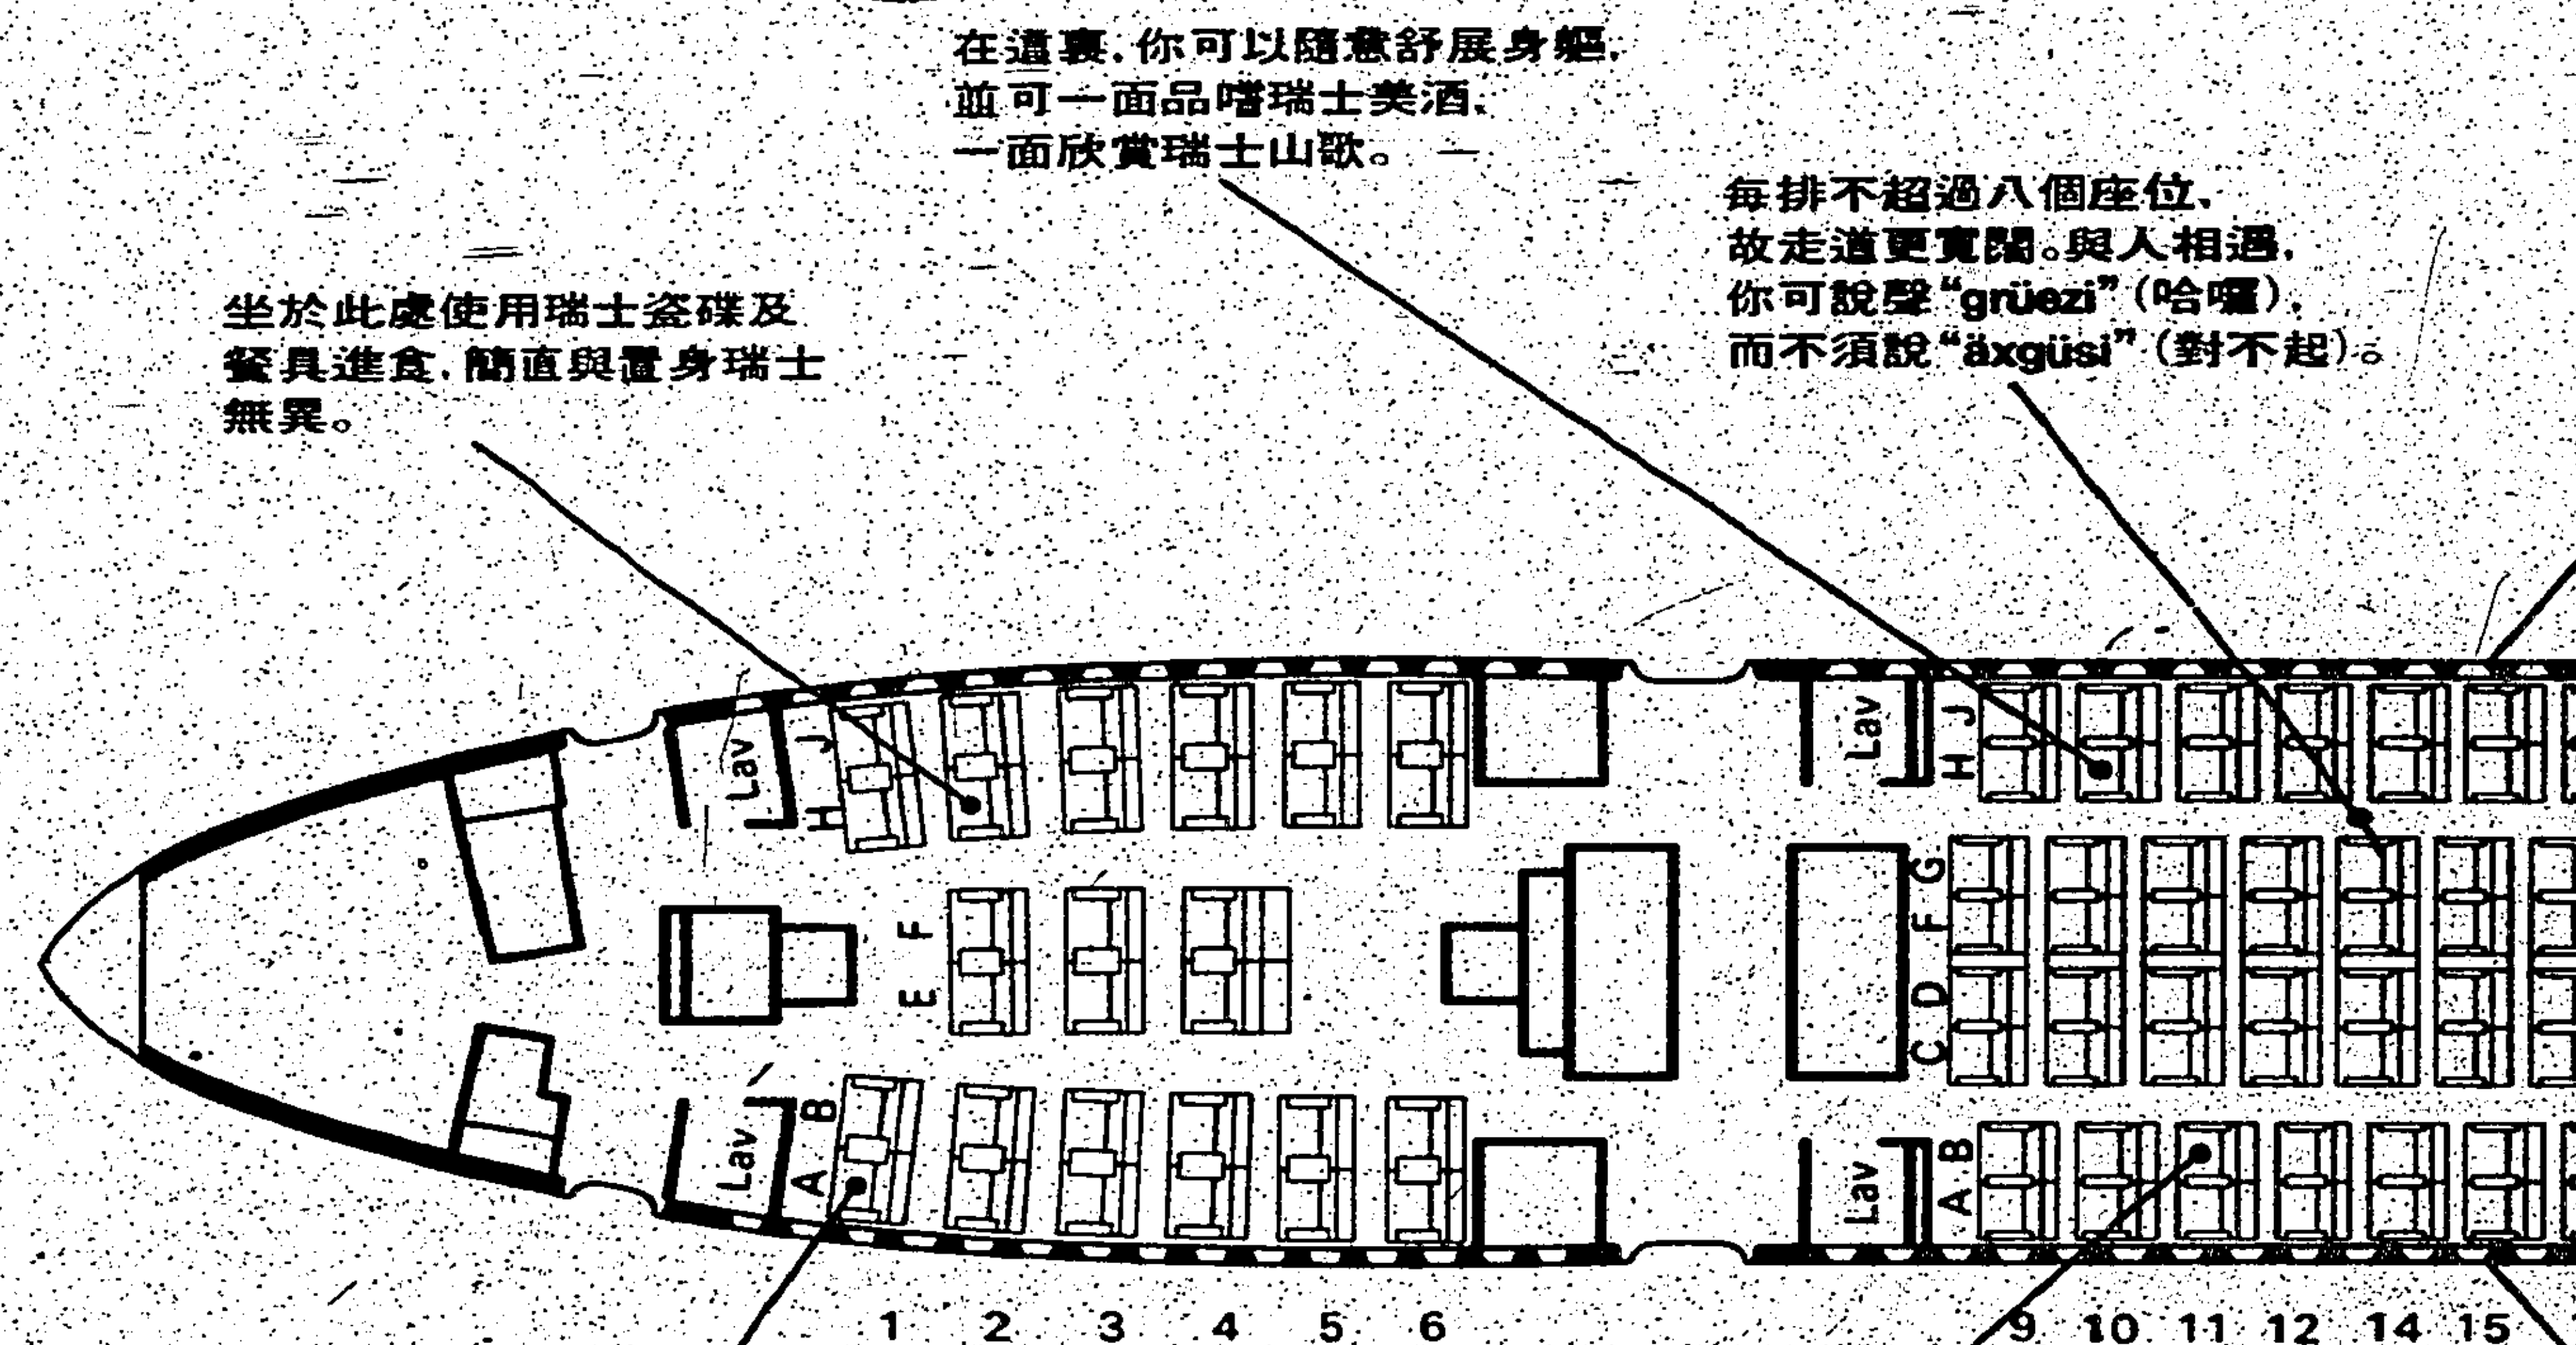 在這裏，你可以隨意舒展身軀，
並可一面品嚐瑞士美酒，
一面欣賞瑞士山歌。
每排不超過八個座位，
故走道更寬闊。與人相遇，
你可說聲“grüezi”(哈囉)，
而不須說“äxgüsi”(對不起)。
坐於此處使用瑞士瓷碟及
餐具進食，簡直與置身瑞士
無異。
Lav H J
Lav H J
E F
C D F G
Lav A B
Lav A B
1 2 3 4 5 6 9 10 11 12 14 15